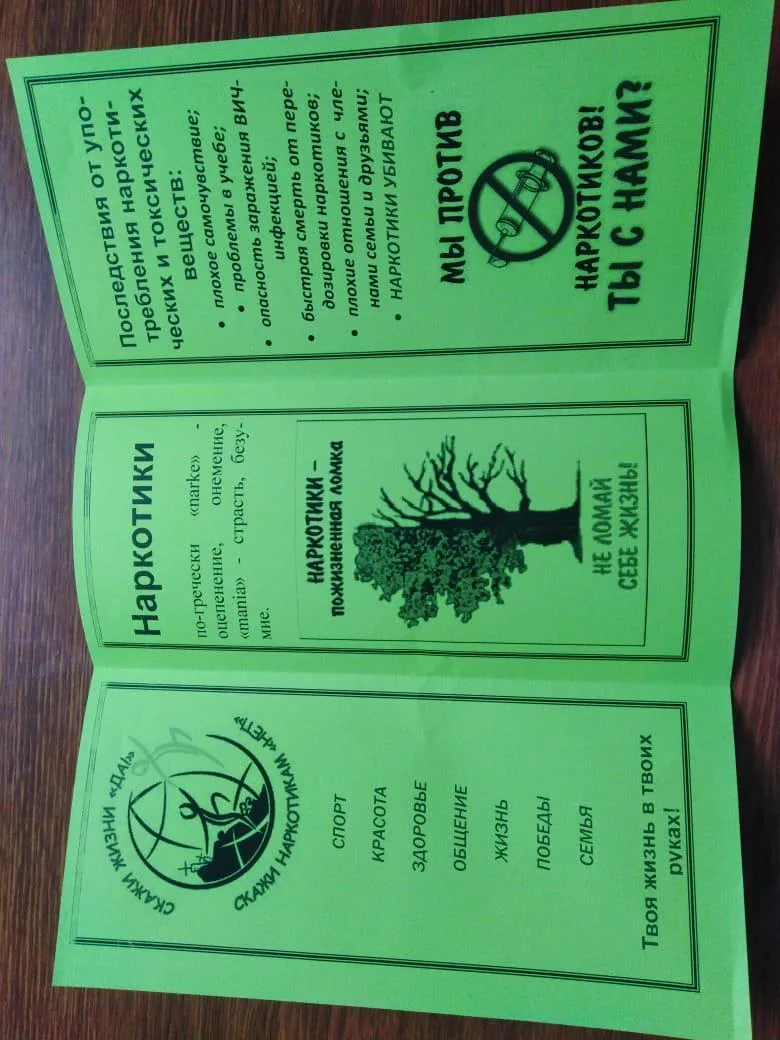 СКАЖИ ЖИЗНИ «ДА!»
СКАЖИ НАРКОТИКАМ «НЕТ»
СПОРТ
КРАСОТА
ЗДОРОВЬЕ
ОБЩЕНИЕ
ЖИЗНЬ
ПОБЕДЫ
СЕМЬЯ
Твоя жизнь в твоих
руках!
Наркотики
по-гречески «narke» -
оцепенение, онемение,
«mania» - страсть, безу-
мие.
НАРКОТИКИ –
ПОЖИЗНЕННАЯ ЛОМКА
НЕ ЛОМАЙ
СЕБЕ ЖИЗНЬ!
Последствия от упо-
требления наркоти-
ческих и токсических
веществ:
• плохое самочувствие;
• проблемы в учебе;
• опасность заражения ВИЧ-
инфекцией;
• быстрая смерть от пере-
дозировки наркотиков;
• плохие отношения с чле-
нами семьи и друзьями;
• НАРКОТИКИ УБИВАЮТ
МЫ ПРОТИВ
НАРКОТИКОВ!
ТЫ С НАМИ?